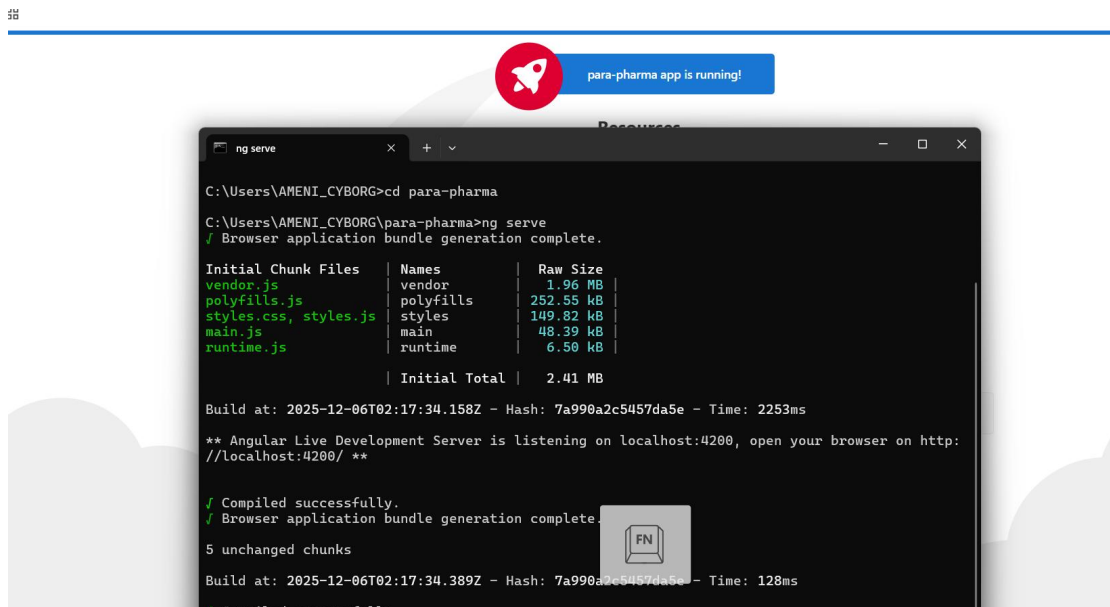 para-pharma app is running!
Resources
ng serve
C:\Users\AMENI_CYBORG>cd para-pharma
C:\Users\AMENI_CYBORG\para-pharma>ng serve
√ Browser application bundle generation complete.
Initial Chunk Files | Names | Raw Size
vendor.js | vendor | 1.96 MB |
polyfills.js | polyfills | 252.55 kB |
styles.css, styles.js | styles | 149.82 kB |
main.js | main | 48.39 kB |
runtime.js | runtime | 6.50 kB |
| Initial Total | 2.41 MB
Build at: 2025-12-06T02:17:34.158Z - Hash: 7a990a2c5457da5e - Time: 2253ms
** Angular Live Development Server is listening on localhost:4200, open your browser on http:
//localhost:4200/ **
√ Compiled successfully.
√ Browser application bundle generation complete.
FN
5 unchanged chunks
Build at: 2025-12-06T02:17:34.389Z - Hash: 7a990a2c5457da5e - Time: 128ms